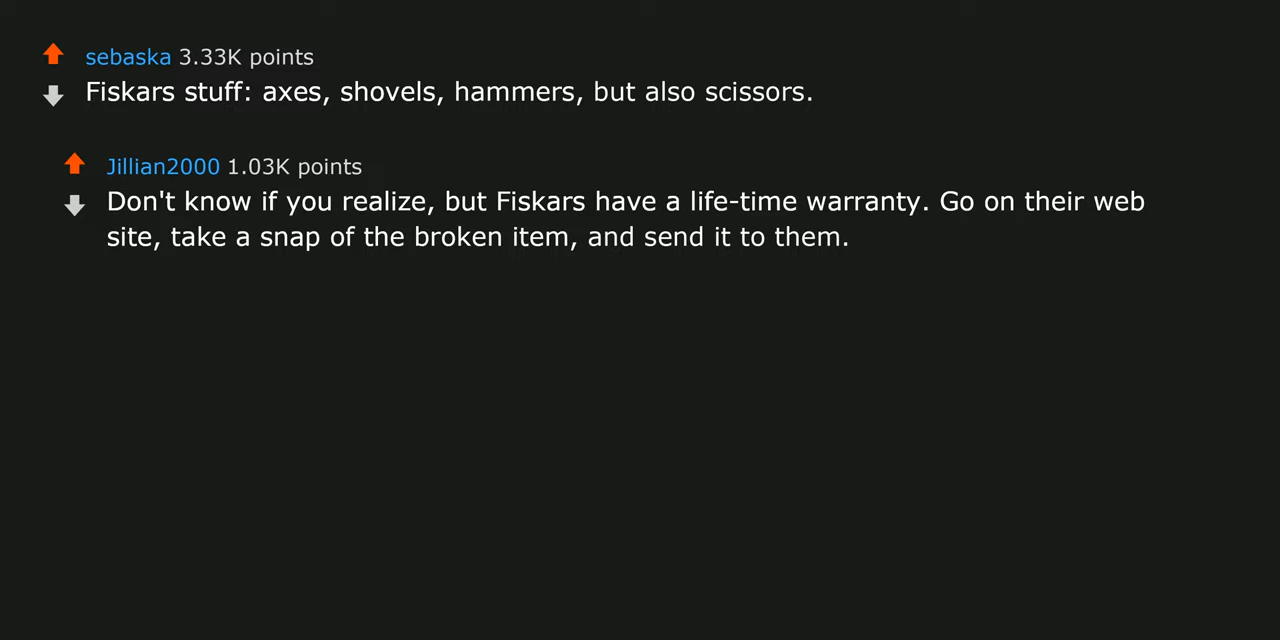 sebaska 3.33K points
Fiskars stuff: axes, shovels, hammers, but also scissors.
Jillian2000 1.03K points
Don't know if you realize, but Fiskars have a life-time warranty. Go on their web
site, take a snap of the broken item, and send it to them.